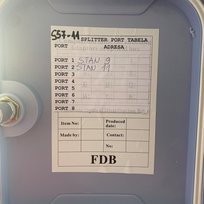 S57-11
SPLITTER PORT TABELA
PORT ADRESA
PORT 1 STAN 9
PORT 2 STAN 11
PORT 3
PORT 4
PORT 5
PORT 6
PORT 7
PORT 8
Item No.: Produced date:
Made by: Contact:
No.:
FDB